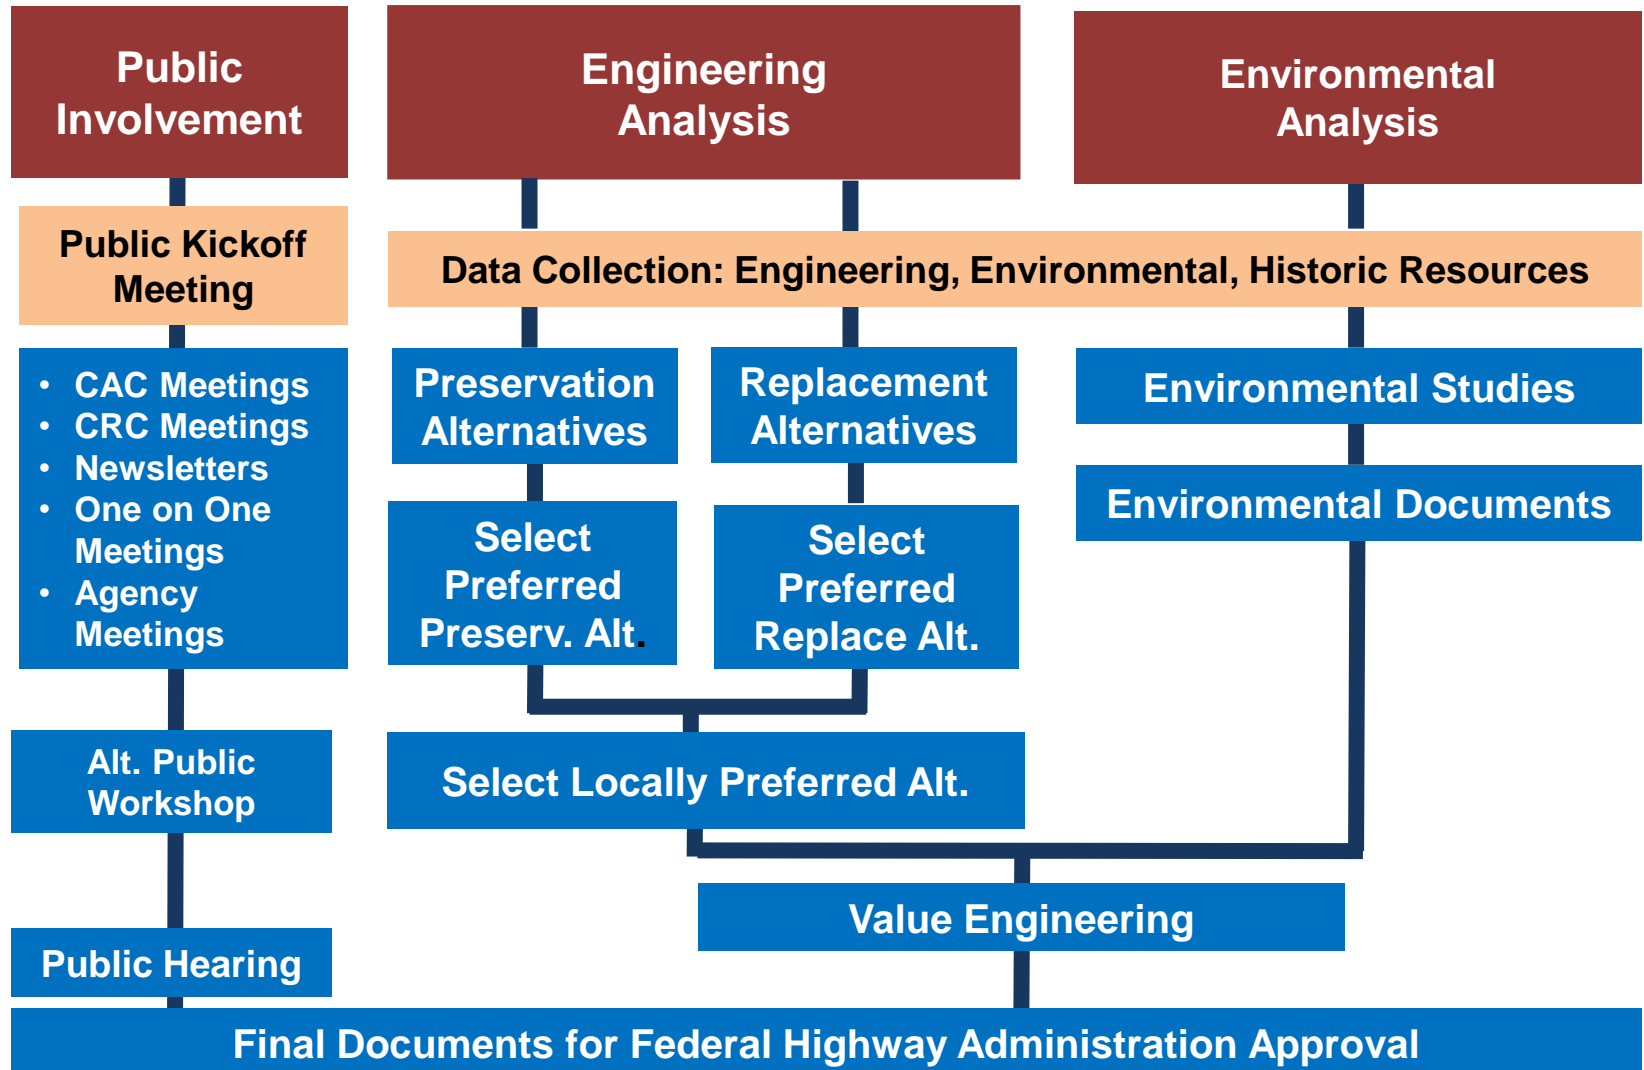 Public
Involvement
Engineering
Analysis
Environmental
Analysis
Public Kickoff
Meeting
Data Collection: Engineering, Environmental, Historic Resources
• CAC Meetings
• CRC Meetings
• Newsletters
• One on One
Meetings
• Agency
Meetings
Preservation
Alternatives
Replacement
Alternatives
Environmental Studies
Environmental Documents
Select
Preferred
Preserv. Alt.
Select
Preferred
Replace Alt.
Alt. Public
Workshop
Select Locally Preferred Alt.
Value Engineering
Public Hearing
Final Documents for Federal Highway Administration Approval